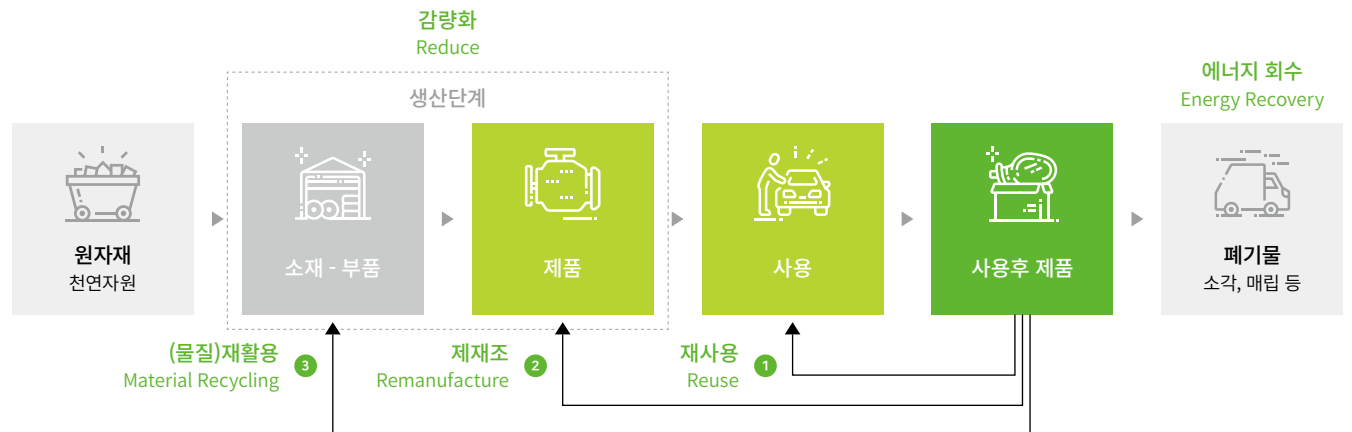 감량화
Reduce
에너지 회수
Energy Recovery
생산단계
원자재
천연자원
소재 - 부품
제품
사용
사용후 제품
폐기물
소각, 매립 등
(물질)재활용
Material Recycling
3
제재조
Remanufacture
2
재사용
Reuse
1